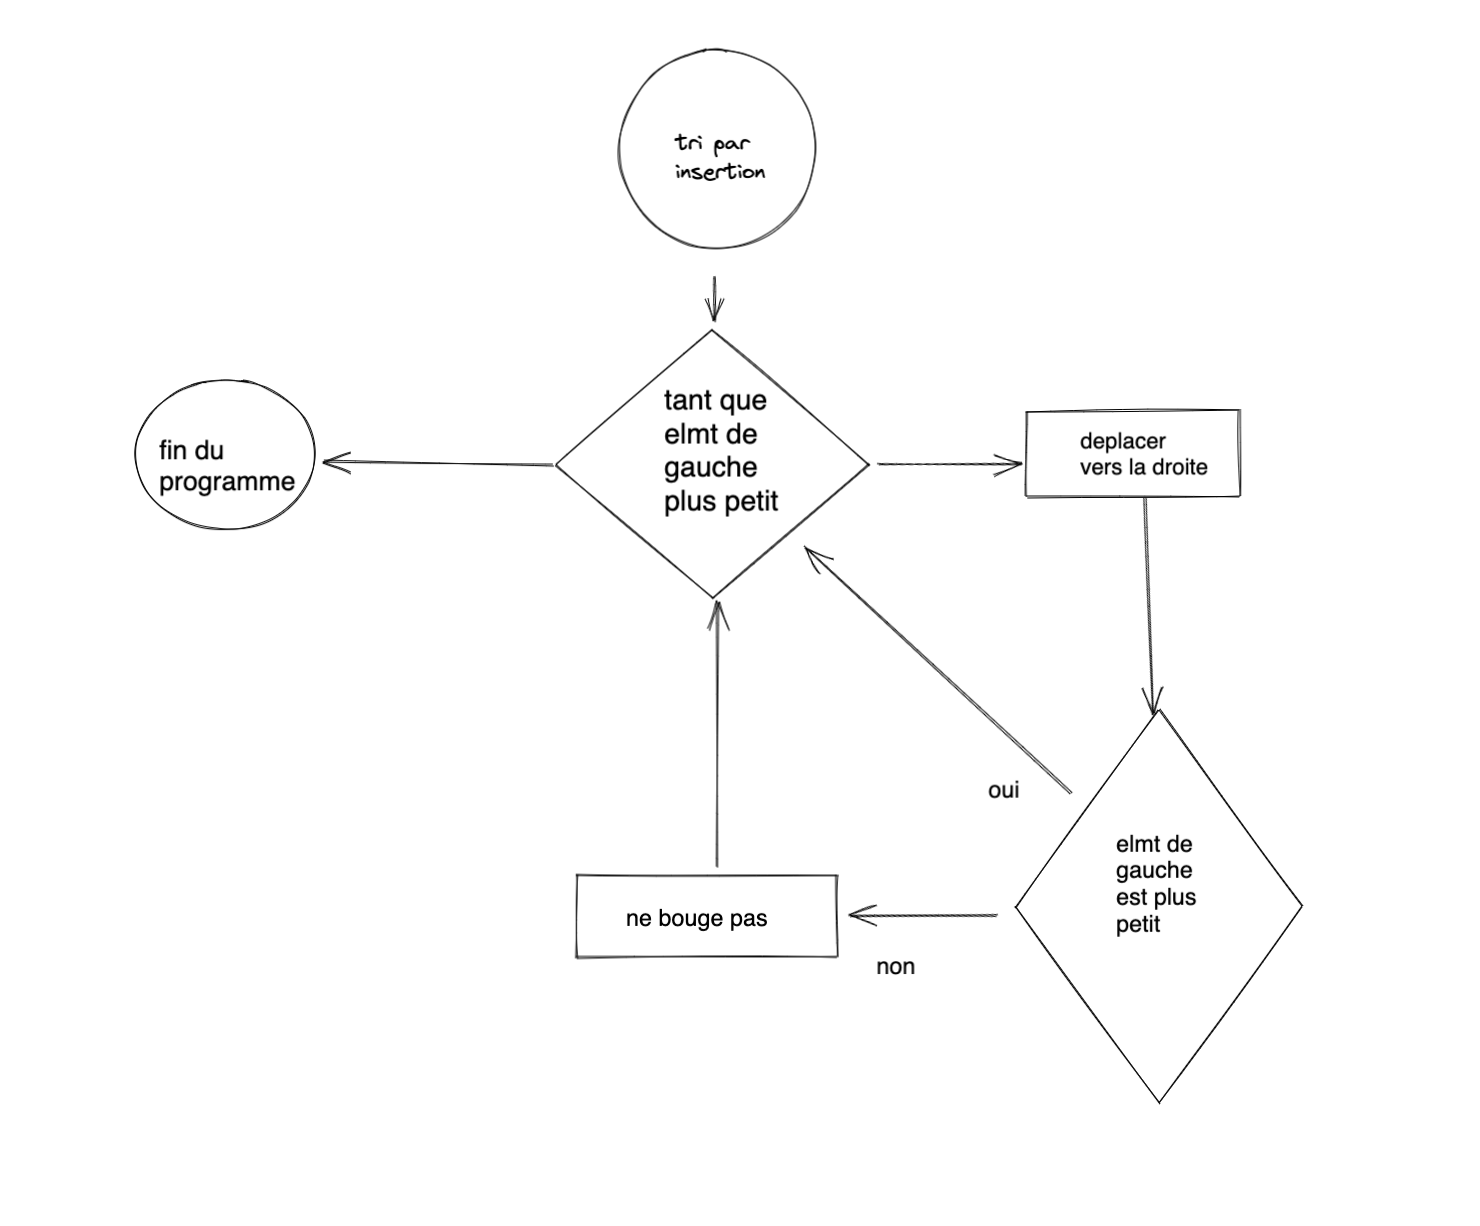 tri par
insertion
tant que
elmt de
gauche
plus petit
fin du
programme
deplacer
vers la droite
oui
elmt de
gauche
est plus
petit
ne bouge pas
non